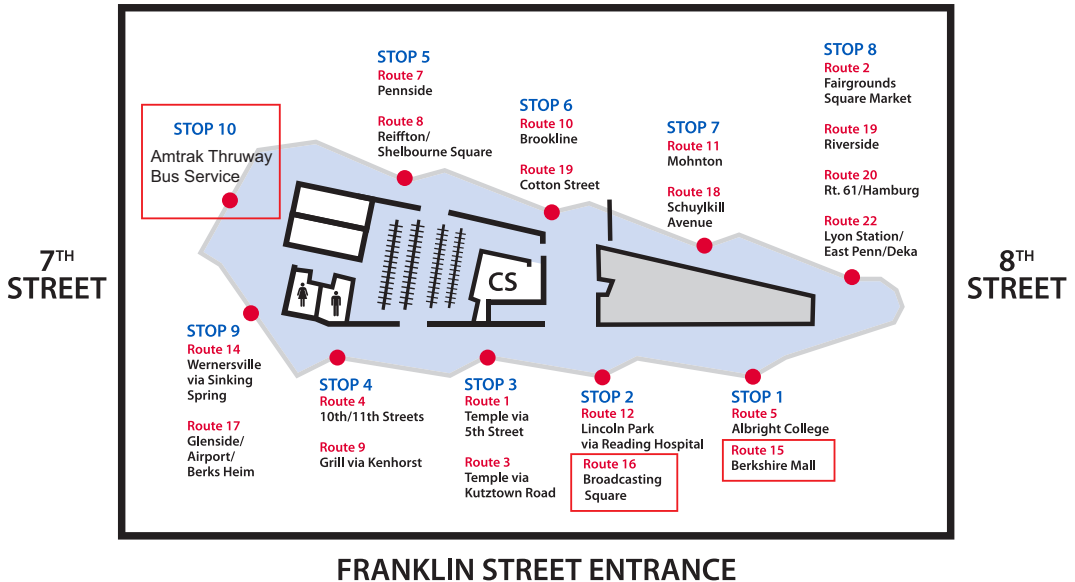 STOP 5
Route 7
Pennside
Route 8
Reiffton/
Shelbourne Square
STOP 8
Route 2
Fairgrounds
Square Market
Route 19
Riverside
Route 20
Rt. 61/Hamburg
Route 22
Lyon Station/
East Penn/Deka
STOP 6
Route 10
Brookline
Route 19
Cotton Street
STOP 7
Route 11
Mohnton
Route 18
Schuylkill
Avenue
STOP 10
Amtrak Thruway
Bus Service
7TH
STREET
8TH
STREET
CS
STOP 9
Route 14
Wernersville
via Sinking
Spring
Route 17
Glenside/
Airport/
Berks Heim
STOP 4
Route 4
10th/11th Streets
Route 9
Grill via Kenhorst
STOP 3
Route 1
Temple via
5th Street
Route 3
Temple via
Kutztown Road
STOP 2
Route 12
Lincoln Park
via Reading Hospital
Route 16
Broadcasting
Square
STOP 1
Route 5
Albright College
Route 15
Berkshire Mall
FRANKLIN STREET ENTRANCE